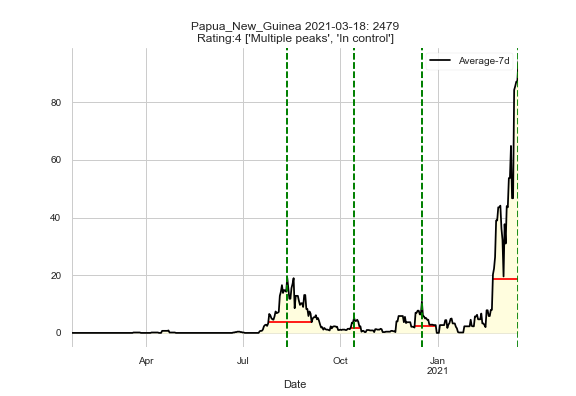 Papua_New_Guinea 2021-03-18: 2479
Rating:4 ['Multiple peaks', 'In control']
Average-7d
80
60
40
20
0
Apr
Jul
Oct
Jan
2021
Date